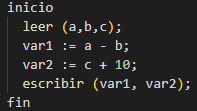 inicio
leer (a,b,c);
var1 := a - b;
var2 := c + 10;
escribir (var1, var2);
fin